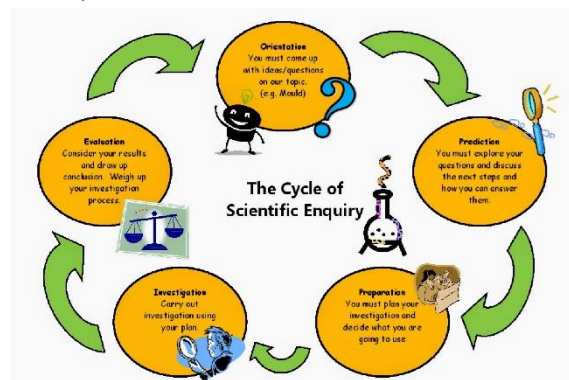 Orientation
You must come up
with ideas/questions
on our topic.
(e.g. Mould)
Prediction
You must explore your
questions and discuss
the next steps and
how you can answer
them.
Preparation
You must plan your
investigation and
decide what you are
going to use
Investigation
Carry out
investigation using
your plan.
Evaluation
Consider your results
and draw up
conclusion. Weigh up
your investigation
process.
The Cycle of
Scientific Enquiry